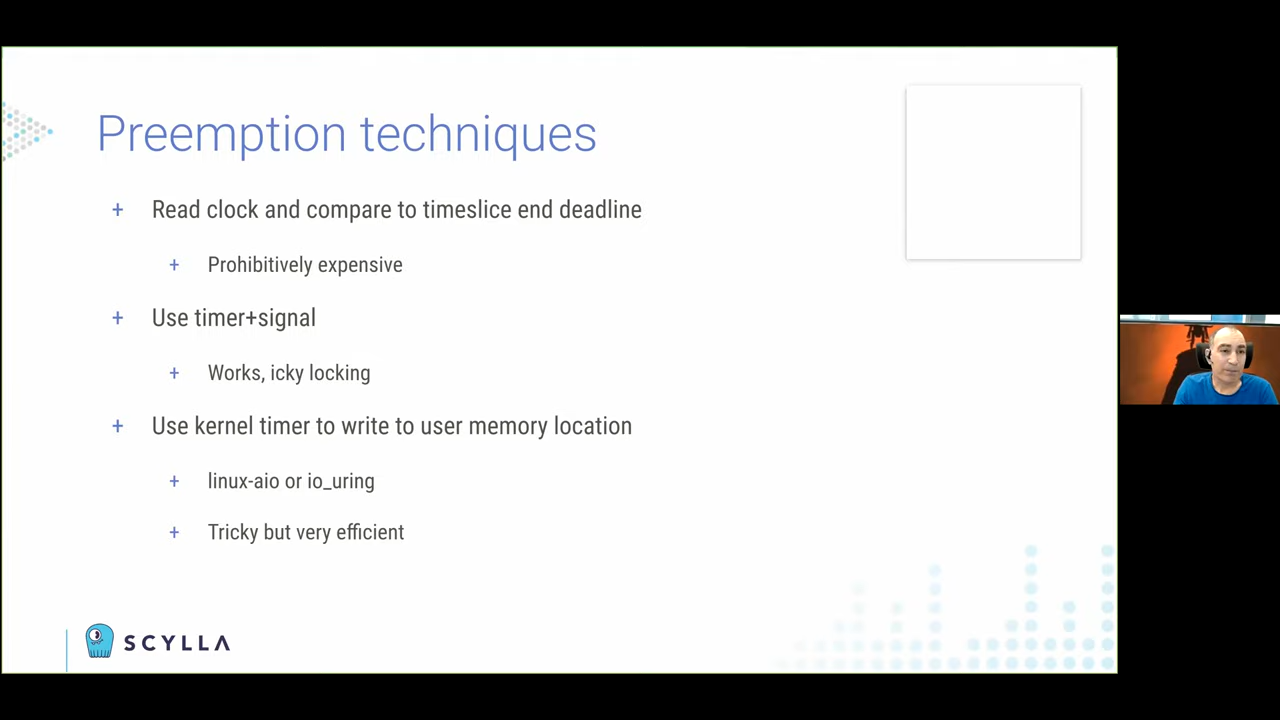 Preemption techniques
+ Read clock and compare to timeslice end deadline
+ Prohibitively expensive
+ Use timer+signal
+ Works, icky locking
+ Use kernel timer to write to user memory location
+ linux-aio or io_uring
+ Tricky but very efficient
SCYLLA